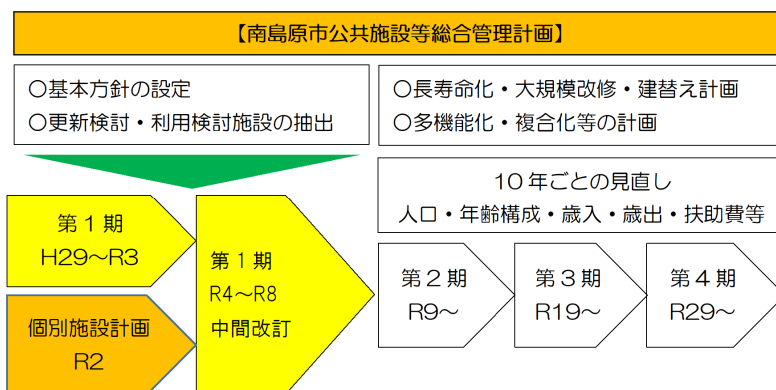 【南島原市公共施設等総合管理計画】
○基本方針の設定
○更新検討・利用検討施設の抽出
○長寿命化・大規模改修・建替え計画
○多機能化・複合化等の計画
10年ごとの見直し
人口・年齢構成・歳入・歳出・扶助費等
第1期
H29～R3
個別施設計画
R2
第1期
R4～R8
中間改訂
第2期
R9～
第3期
R19～
第4期
R29～